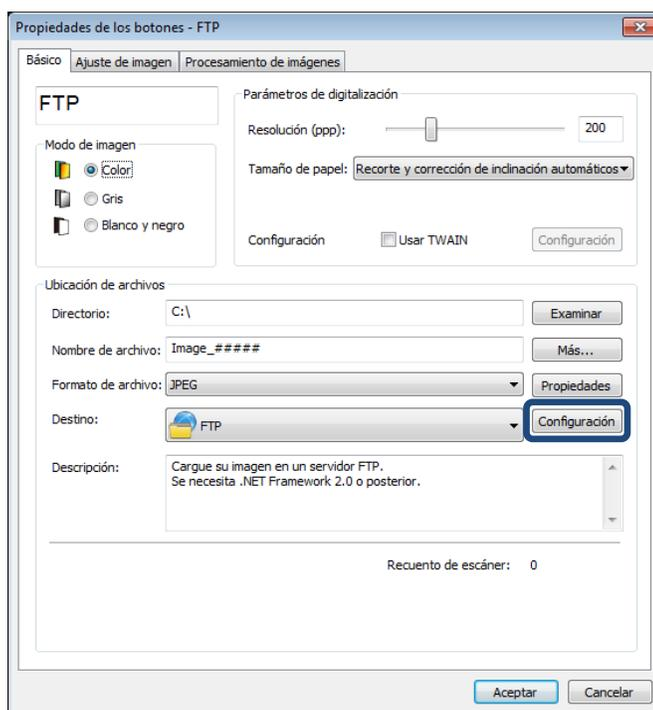 Propiedades de los botones - FTP
Básico
Ajuste de imagen
Procesamiento de imágenes
FTP
Modo de imagen
Color
Gris
Blanco y negro
Parámetros de digitalización
Resolución (ppp):
200
Tamaño de papel:
Recorte y corrección de inclinación automáticos
Configuración
Usar TWAIN
Configuración
Ubicación de archivos
Directorio:
C:\
Examinar
Nombre de archivo:
Image_#####
Más...
Formato de archivo:
JPEG
Propiedades
Destino:
FTP
Configuración
Descripción:
Cargue su imagen en un servidor FTP.
Se necesita .NET Framework 2.0 o posterior.
Recuento de escáner:
0
Aceptar
Cancelar